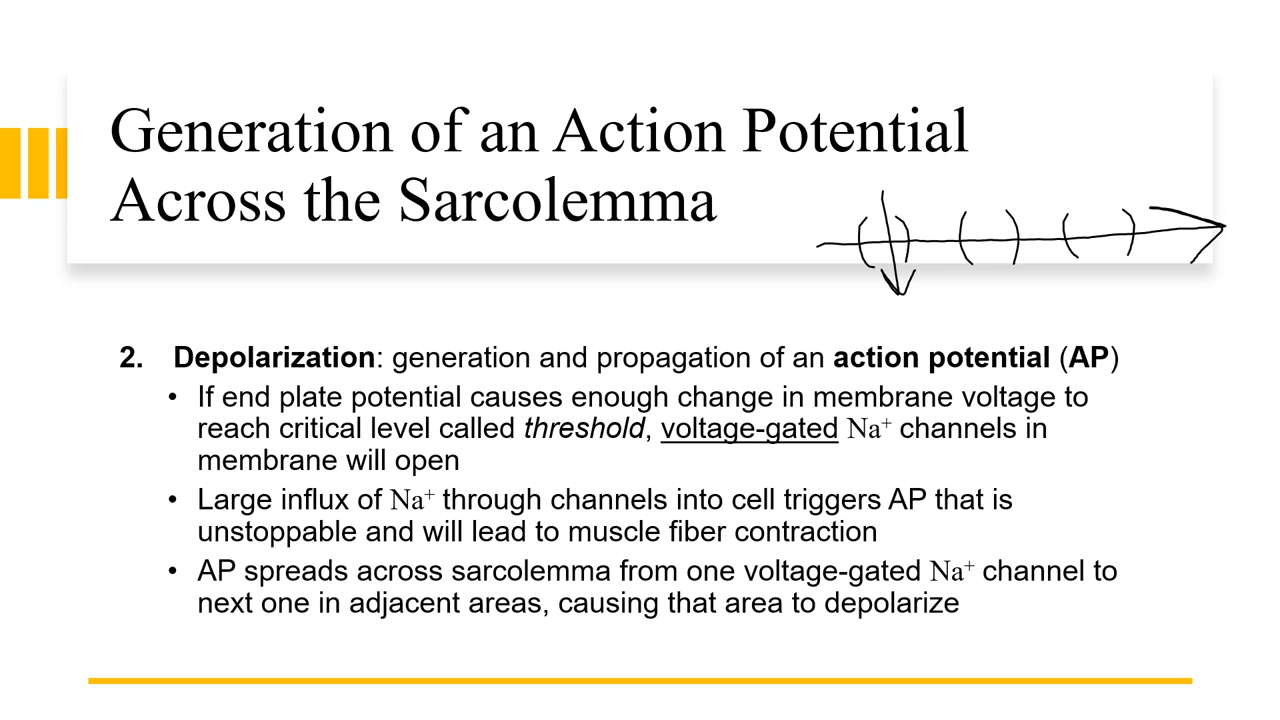 Generation of an Action Potential
Across the Sarcolemma
2. Depolarization: generation and propagation of an action potential (AP)
• If end plate potential causes enough change in membrane voltage to
reach critical level called threshold, voltage-gated Na⁺ channels in
membrane will open
• Large influx of Na⁺ through channels into cell triggers AP that is
unstoppable and will lead to muscle fiber contraction
• AP spreads across sarcolemma from one voltage-gated Na⁺ channel to
next one in adjacent areas, causing that area to depolarize